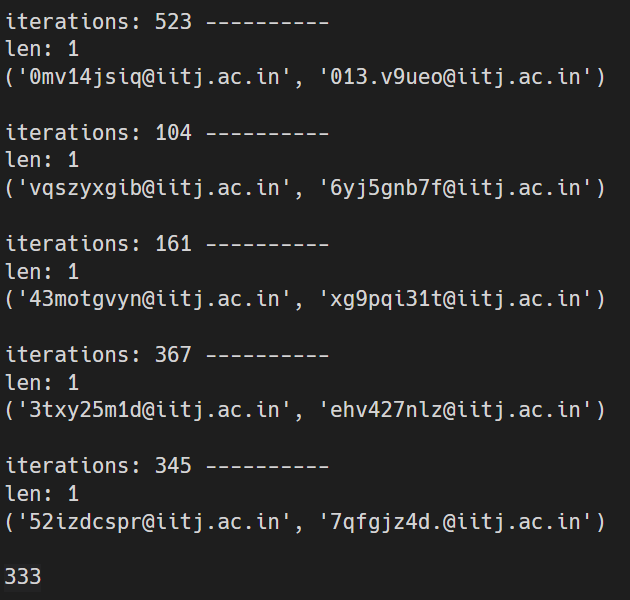 iterations: 523 ----------
len: 1
('0mv14jsiq@iitj.ac.in', '013.v9ueo@iitj.ac.in')
iterations: 104 ----------
len: 1
('vqszyxgib@iitj.ac.in', '6yj5gnb7f@iitj.ac.in')
iterations: 161 ----------
len: 1
('43motgvyn@iitj.ac.in', 'xg9pqi31t@iitj.ac.in')
iterations: 367 ----------
len: 1
('3txy25m1d@iitj.ac.in', 'ehv427nlz@iitj.ac.in')
iterations: 345 ----------
len: 1
('52izdcspr@iitj.ac.in', '7qfgjz4d.@iitj.ac.in')
333